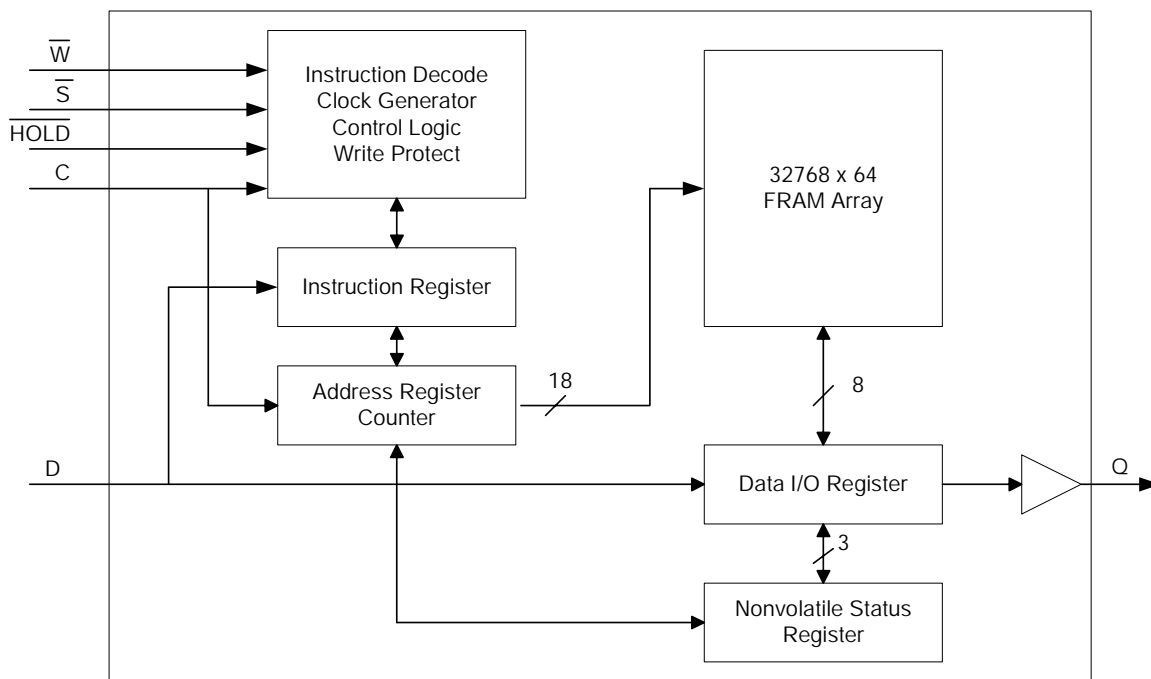 W̅
S̅
H̅O̅L̅D̅
C
Instruction Decode
Clock Generator
Control Logic
Write Protect
32768 x 64
FRAM Array
Instruction Register
Address Register
Counter
18
8
D
Data I/O Register
Q
3
Nonvolatile Status
Register